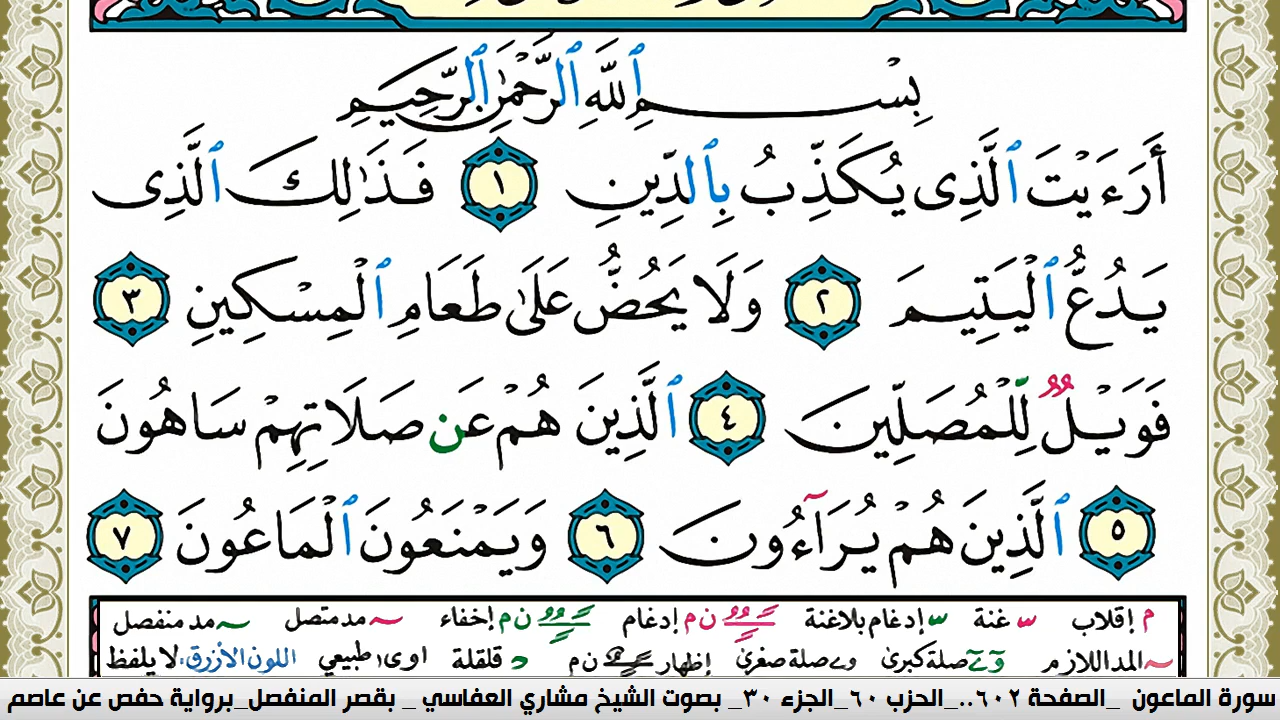 بِسْمِ ٱللَّهِ ٱلرَّحْمَٰنِ ٱلرَّحِيمِ
أَرَءَيْتَ ٱلَّذِى يُكَذِّبُ بِٱلدِّينِ ١ فَذَٰلِكَ ٱلَّذِى
يَدُعُّ ٱلْيَتِيمَ ٢ وَلَا يَحُضُّ عَلَىٰ طَعَامِ ٱلْمِسْكِينِ ٣
فَوَيْلٌ لِّلْمُصَلِّينَ ٤ ٱلَّذِينَ هُمْ عَن صَلَاتِهِمْ سَاهُونَ
٥ ٱلَّذِينَ هُمْ يُرَآءُونَ ٦ وَيَمْنَعُونَ ٱلْمَاعُونَ ٧
م إقلاب غنة إدغام بلاغنة ن م إدغام ن م إخفاء مد متصل مد منفصل
المد اللازم صلة كبرى صلة صغرى إظهار ن م قلقلة اوى طبيعي اللون الأزرق: لا يلفظ
سورة الماعون _الصفحة ٦٠٢.._الحزب ٦٠_الجزء ٣٠_ بصوت الشيخ مشاري العفاسي _ بقصر المنفصل_برواية حفص عن عاصم